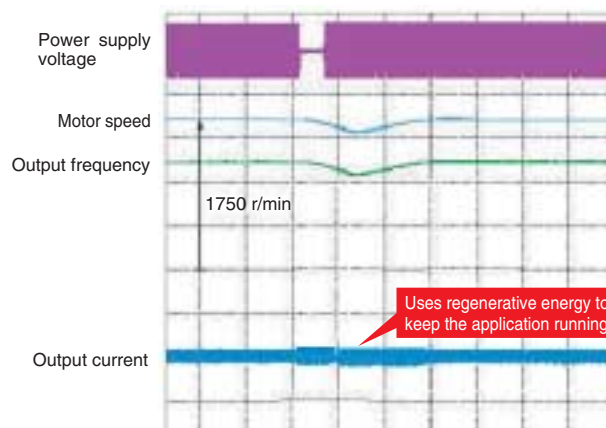 Power supply
voltage
Motor speed
Output frequency
1750 r/min
Uses regenerative energy to
keep the application running
Output current